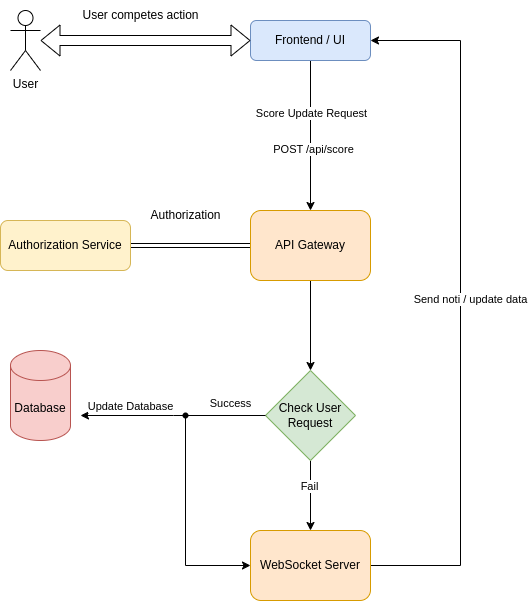 User competes action
Frontend / UI
User
Score Update Request
POST /api/score
Authorization
Authorization Service
API Gateway
Send noti / update data
Database
Update Database
Success
Check User
Request
Fail
WebSocket Server